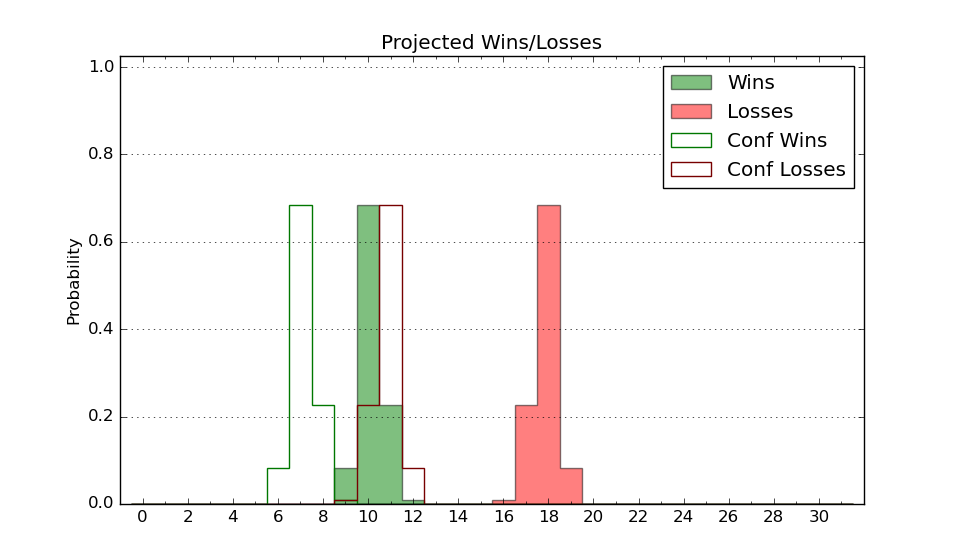 Projected Wins/Losses
1.0
0.8
0.6
0.4
0.2
0.0
Probability
Wins
Losses
Conf Wins
Conf Losses
0 2 4 6 8 10 12 14 16 18 20 22 24 26 28 30